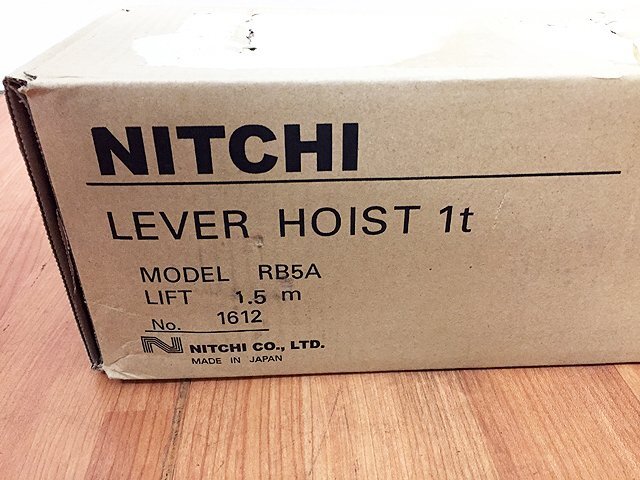 NITCHI
LEVER HOIST 1t
MODEL RB5A
LIFT 1.5 m
No. 1612
NITCHI CO., LTD.
MADE IN JAPAN